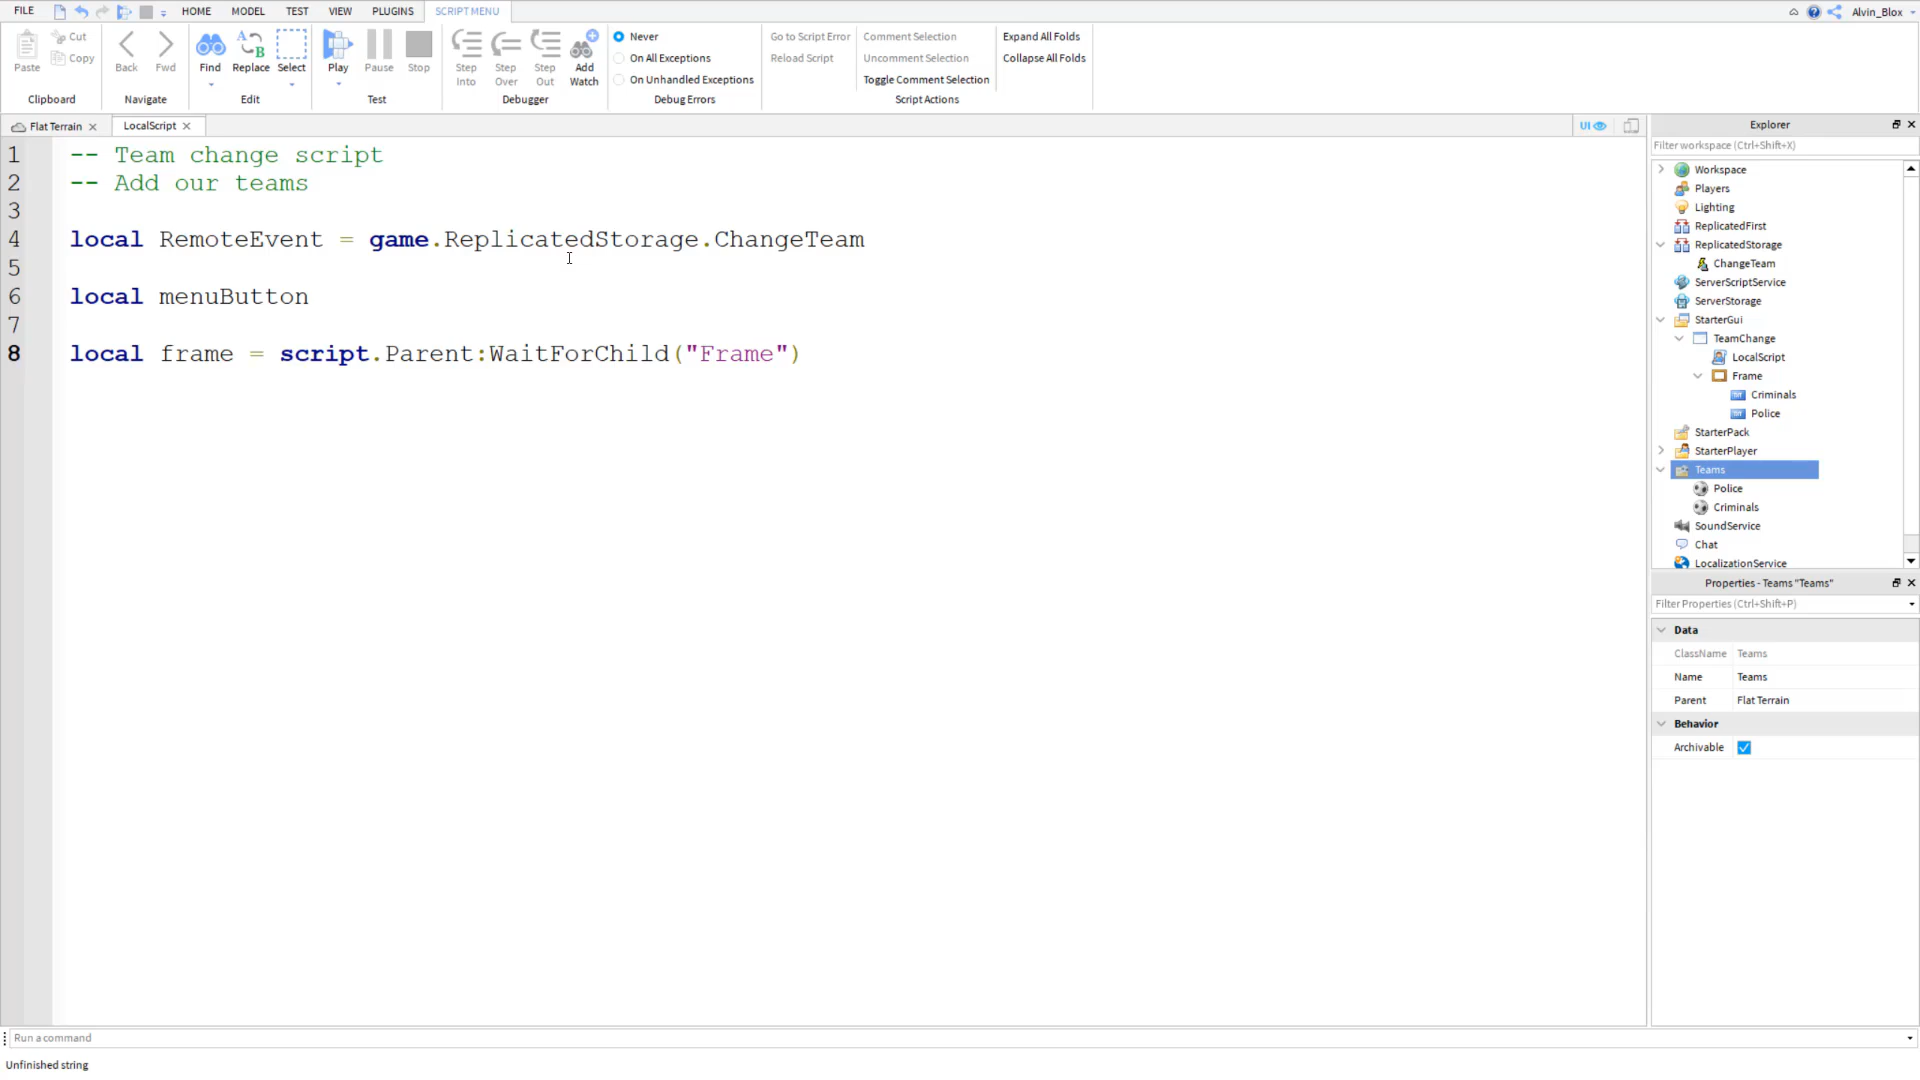 FILE HOME MODEL TEST VIEW PLUGINS SCRIPT MENU Alvin_Blox
Paste Cut Copy Back Fwd Find Replace Select Play Pause Stop Step Into Step Over Step Out Add Watch
Never
On All Exceptions
On Unhandled Exceptions
Go to Script Error Comment Selection Expand All Folds
Reload Script Uncomment Selection Collapse All Folds
Toggle Comment Selection
Clipboard Navigate Edit Test Debugger Debug Errors Script Actions
Flat Terrain LocalScript UI
1 -- Team change script
2 -- Add our teams
3
4 local RemoteEvent = game.ReplicatedStorage.ChangeTeam
5
6 local menuButton
7
8 local frame = script.Parent:WaitForChild("Frame")
Explorer
Filter workspace (Ctrl+Shift+X)
Workspace
Players
Lighting
ReplicatedFirst
ReplicatedStorage
ChangeTeam
ServerScriptService
ServerStorage
StarterGui
TeamChange
LocalScript
Frame
Criminals
Police
StarterPack
StarterPlayer
Teams
Police
Criminals
SoundService
Chat
LocalizationService
Properties - Teams "Teams"
Filter Properties (Ctrl+Shift+P)
Data
ClassName Teams
Name Teams
Parent Flat Terrain
Behavior
Archivable
Run a command
Unfinished string